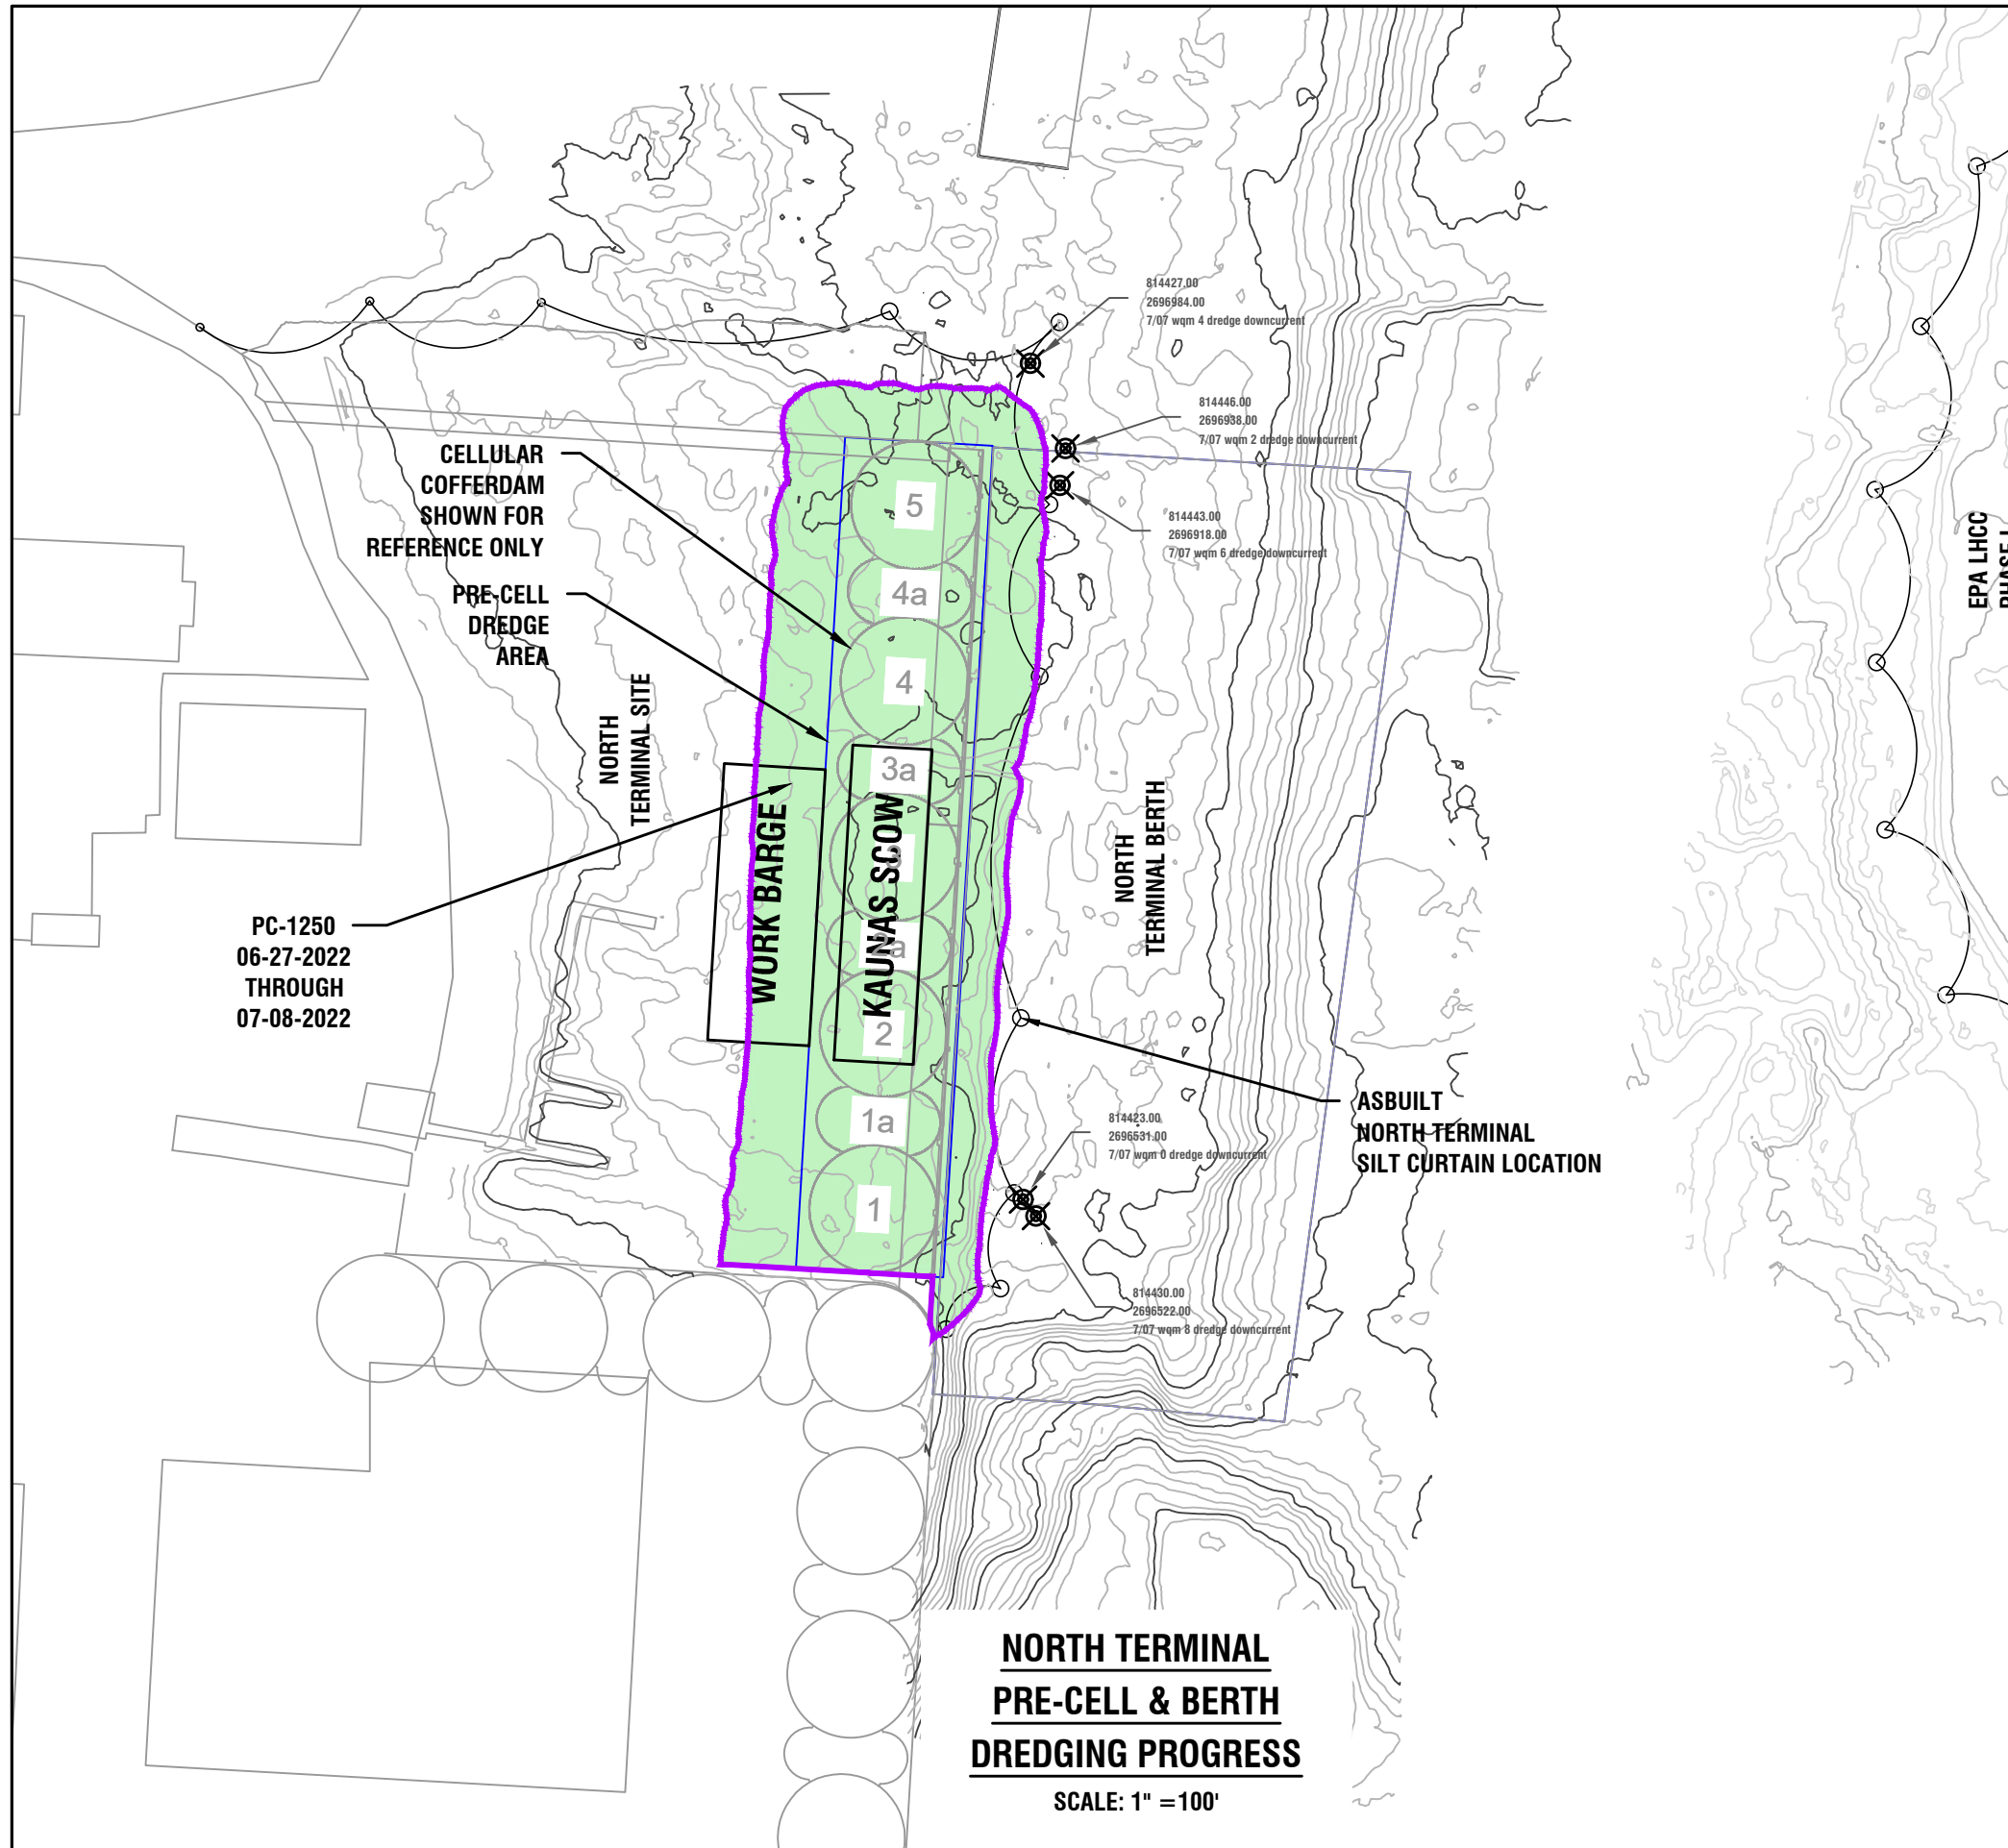 814427.00
2696984.00
7/07 wqm 4 dredge downcurrent
814446.00
2696938.00
7/07 wqm 2 dredge downcurrent
814443.00
2696918.00
7/07 wqm 6 dredge downcurrent
CELLULAR
COFFERDAM
SHOWN FOR
REFERENCE ONLY
PRE-CELL
DREDGE
AREA
5
4a
4
3a
3
2a
2
1a
1
NORTH
TERMINAL SITE
WORK BARGE
KAUNAS SCOW
NORTH
TERMINAL BERTH
EPA LHCC
PC-1250
06-27-2022
THROUGH
07-08-2022
ASBUILT
NORTH TERMINAL
SILT CURTAIN LOCATION
814423.00
2696531.00
7/07 wqm 0 dredge downcurrent
814430.00
2696522.00
7/07 wqm 8 dredge downcurrent
NORTH TERMINAL
PRE-CELL & BERTH
DREDGING PROGRESS
SCALE: 1" =100'